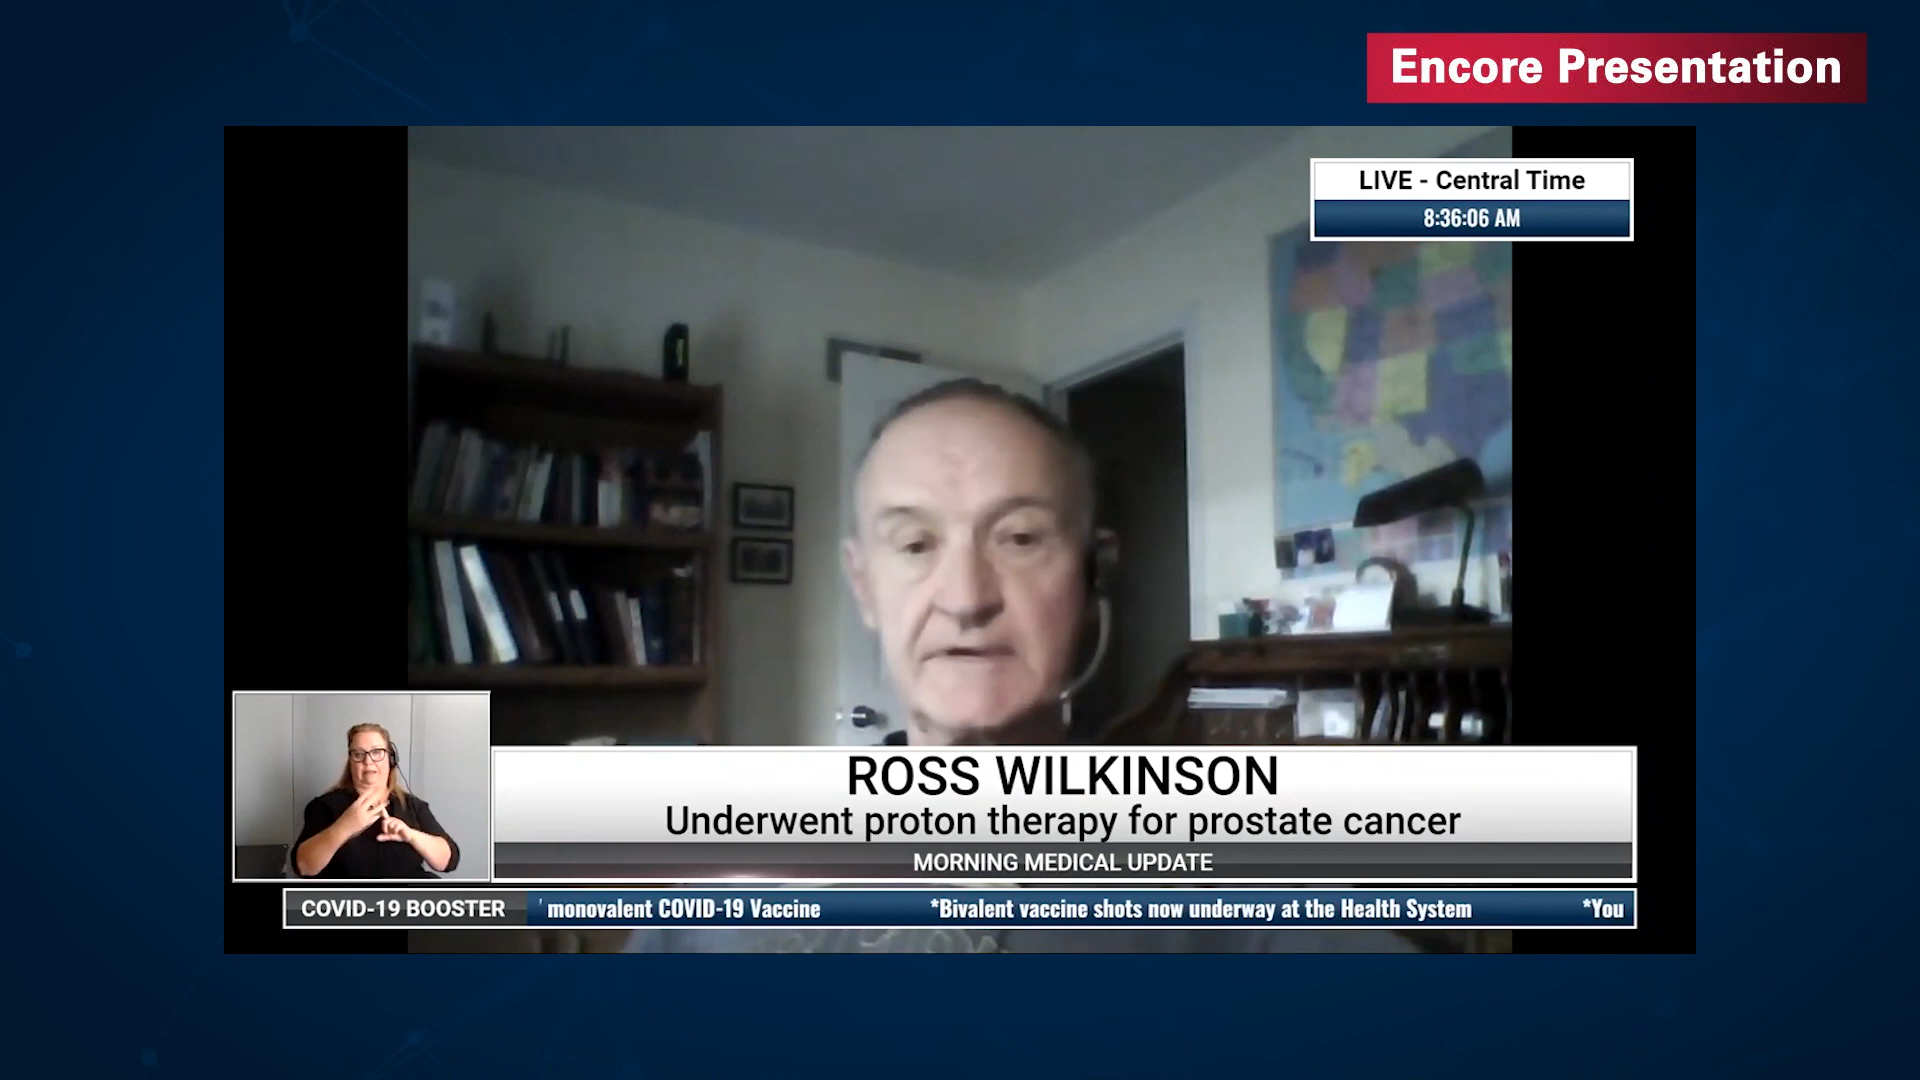 Encore Presentation
LIVE - Central Time
8:36:06 AM
ROSS WILKINSON
Underwent proton therapy for prostate cancer
MORNING MEDICAL UPDATE
COVID-19 BOOSTER
monovalent COVID-19 Vaccine *Bivalent vaccine shots now underway at the Health System *You